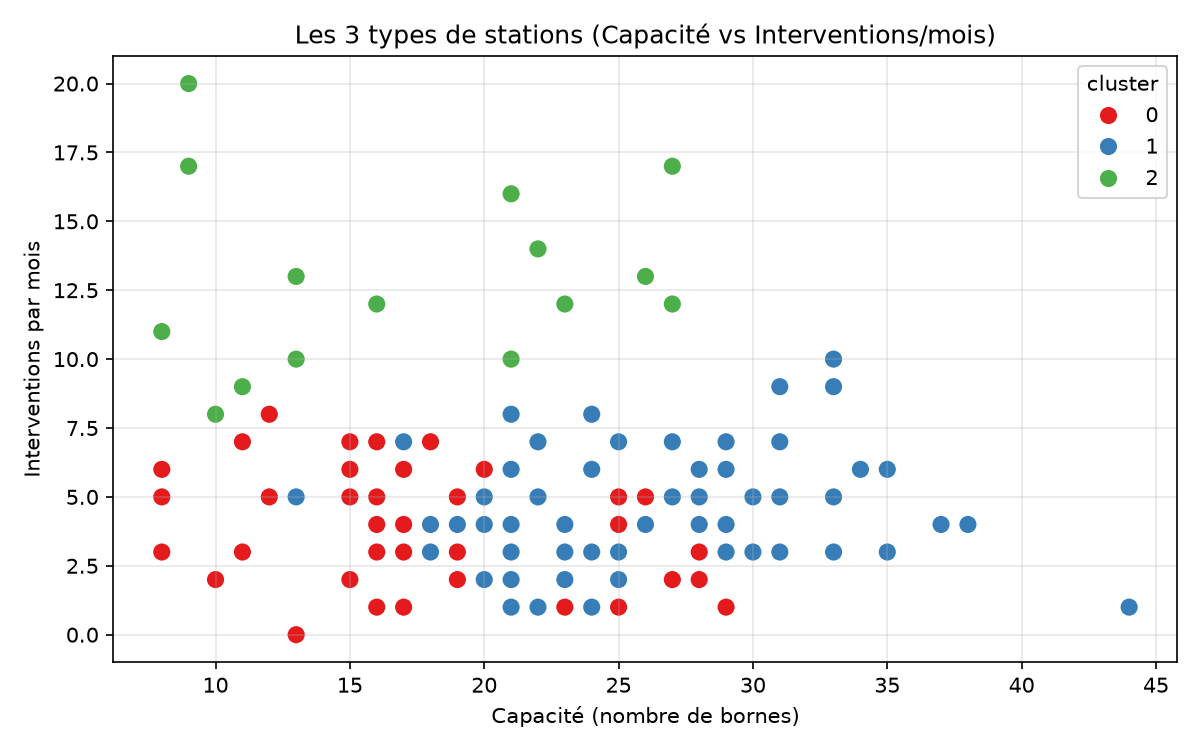 Les 3 types de stations (Capacité vs Interventions/mois)
cluster
0
1
2
20.0
17.5
15.0
12.5
10.0
7.5
5.0
2.5
0.0
Interventions par mois
10 15 20 25 30 35 40 45
Capacité (nombre de bornes)